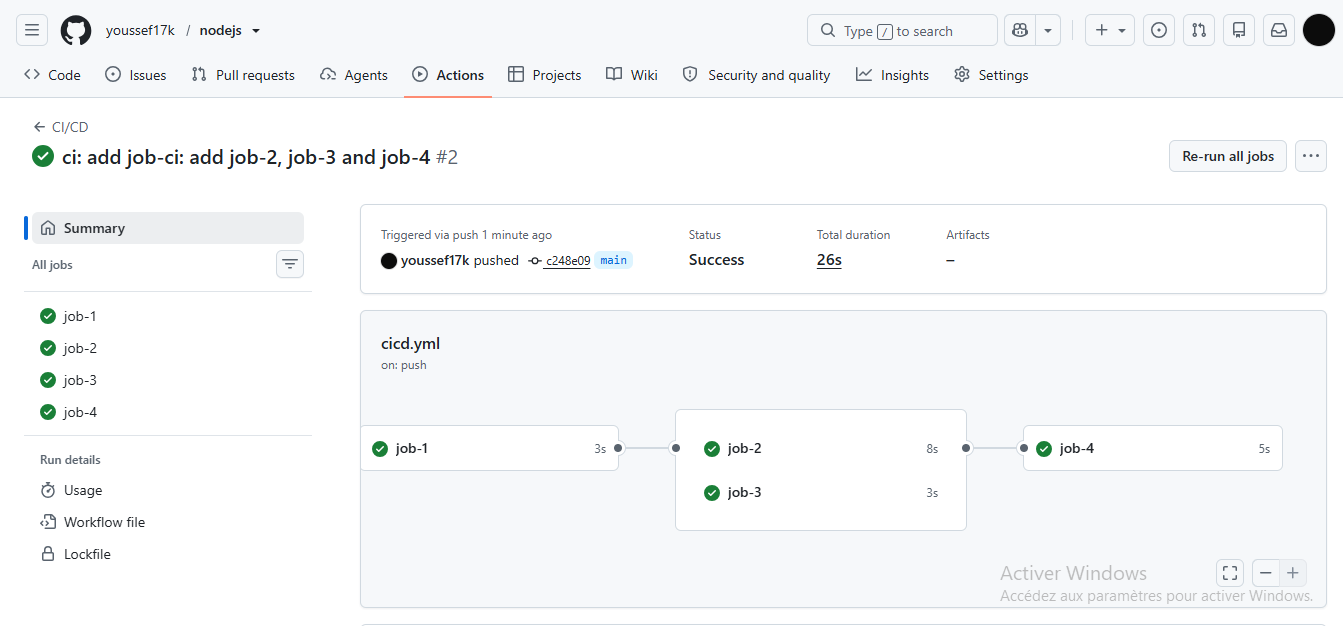 youssef17k / nodejs
Type / to search
Code Issues Pull requests Agents Actions Projects Wiki Security and quality Insights Settings
CI/CD
ci: add job-ci: add job-2, job-3 and job-4 #2
Re-run all jobs
Summary
All jobs
job-1
job-2
job-3
job-4
Run details
Usage
Workflow file
Lockfile
Triggered via push 1 minute ago
youssef17k pushed c248e09 main
Status
Success
Total duration
26s
Artifacts
–
cicd.yml
on: push
job-1 3s
job-2 8s
job-3 3s
job-4 5s
Activer Windows
Accédez aux paramètres pour activer Windows.